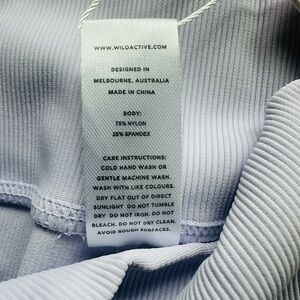 WWW.WILOACTIVE.COM
DESIGNED IN
MELBOURNE, AUSTRALIA
MADE IN CHINA
BODY:
75% NYLON
25% SPANDEX
CARE INSTRUCTIONS:
COLD HAND WASH OR
GENTLE MACHINE WASH.
WASH WITH LIKE COLOURS.
DRY FLAT OUT OF DIRECT
SUNLIGHT DO NOT TUMBLE
DRY. DO NOT IRON. DO NOT
BLEACH. DO NOT DRY CLEAN.
AVOID ROUGH SURFACES.